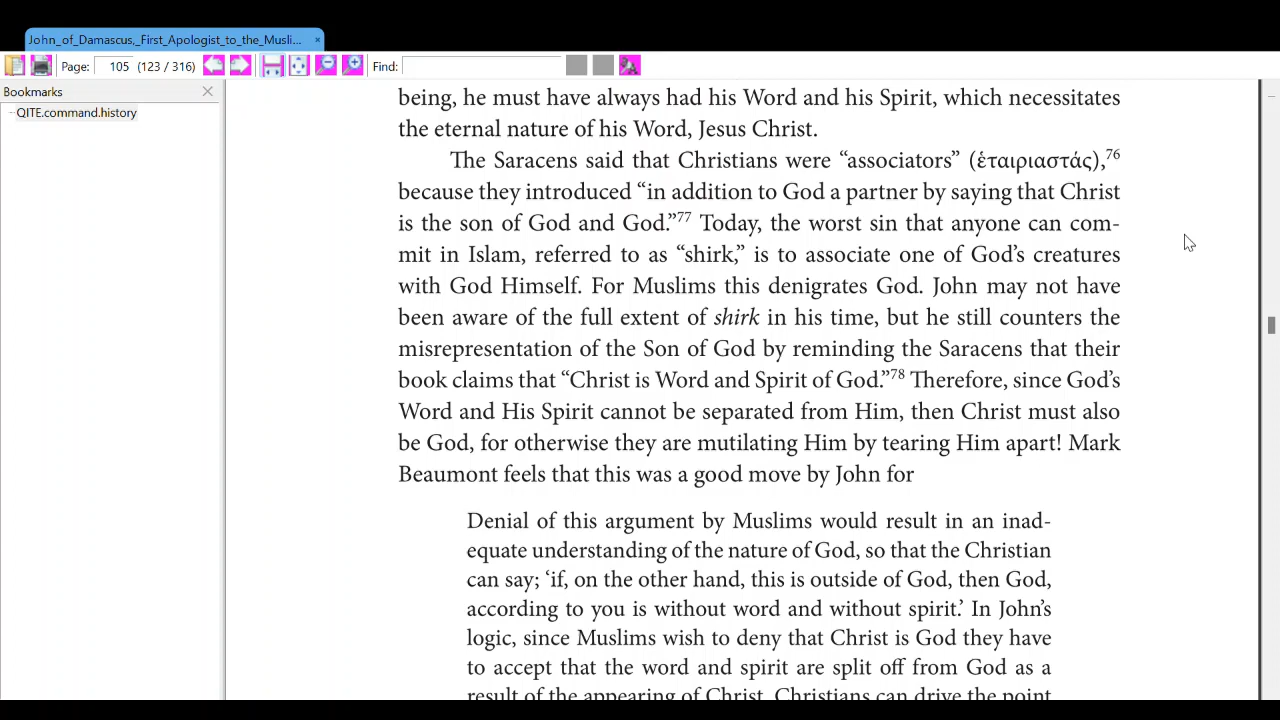 John_of_Damascus,_First_Apologist_to_the_Musli...
Page: 105 (123 / 316) Find:
Bookmarks
QITE.command.history
being, he must have always had his Word and his Spirit, which necessitates
the eternal nature of his Word, Jesus Christ.
The Saracens said that Christians were “associators” (ἑταιριαστάς),76
because they introduced “in addition to God a partner by saying that Christ
is the son of God and God.”77 Today, the worst sin that anyone can com-
mit in Islam, referred to as “shirk,” is to associate one of God’s creatures
with God Himself. For Muslims this denigrates God. John may not have
been aware of the full extent of shirk in his time, but he still counters the
misrepresentation of the Son of God by reminding the Saracens that their
book claims that “Christ is Word and Spirit of God.”78 Therefore, since God’s
Word and His Spirit cannot be separated from Him, then Christ must also
be God, for otherwise they are mutilating Him by tearing Him apart! Mark
Beaumont feels that this was a good move by John for
Denial of this argument by Muslims would result in an inad-
equate understanding of the nature of God, so that the Christian
can say; ‘if, on the other hand, this is outside of God, then God,
according to you is without word and without spirit.’ In John’s
logic, since Muslims wish to deny that Christ is God they have
to accept that the word and spirit are split off from God as a
result of the appearing of Christ. Christians can drive the point